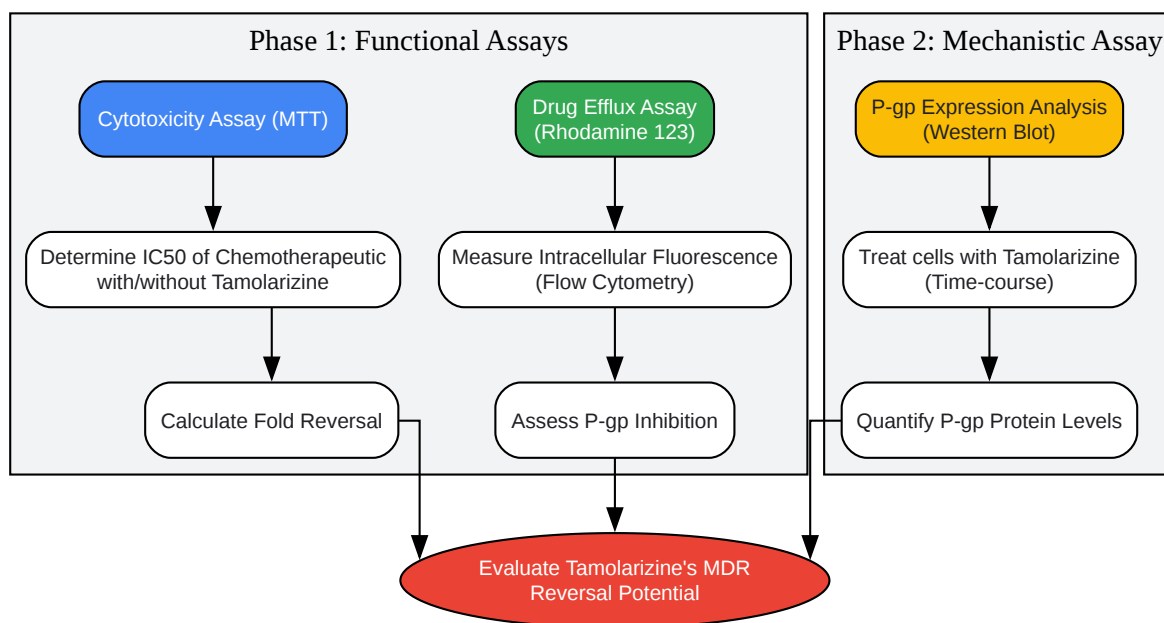 Phase 1: Functional Assays
Cytotoxicity Assay (MTT)
Drug Efflux Assay
(Rhodamine 123)
Determine IC50 of Chemotherapeutic
with/without Tamolarizine
Measure Intracellular Fluorescence
(Flow Cytometry)
Calculate Fold Reversal
Assess P-gp Inhibition
Phase 2: Mechanistic Assay
P-gp Expression Analysis
(Western Blot)
Treat cells with Tamolarizine
(Time-course)
Quantify P-gp Protein Levels
Evaluate Tamolarizine's MDR
Reversal Potential